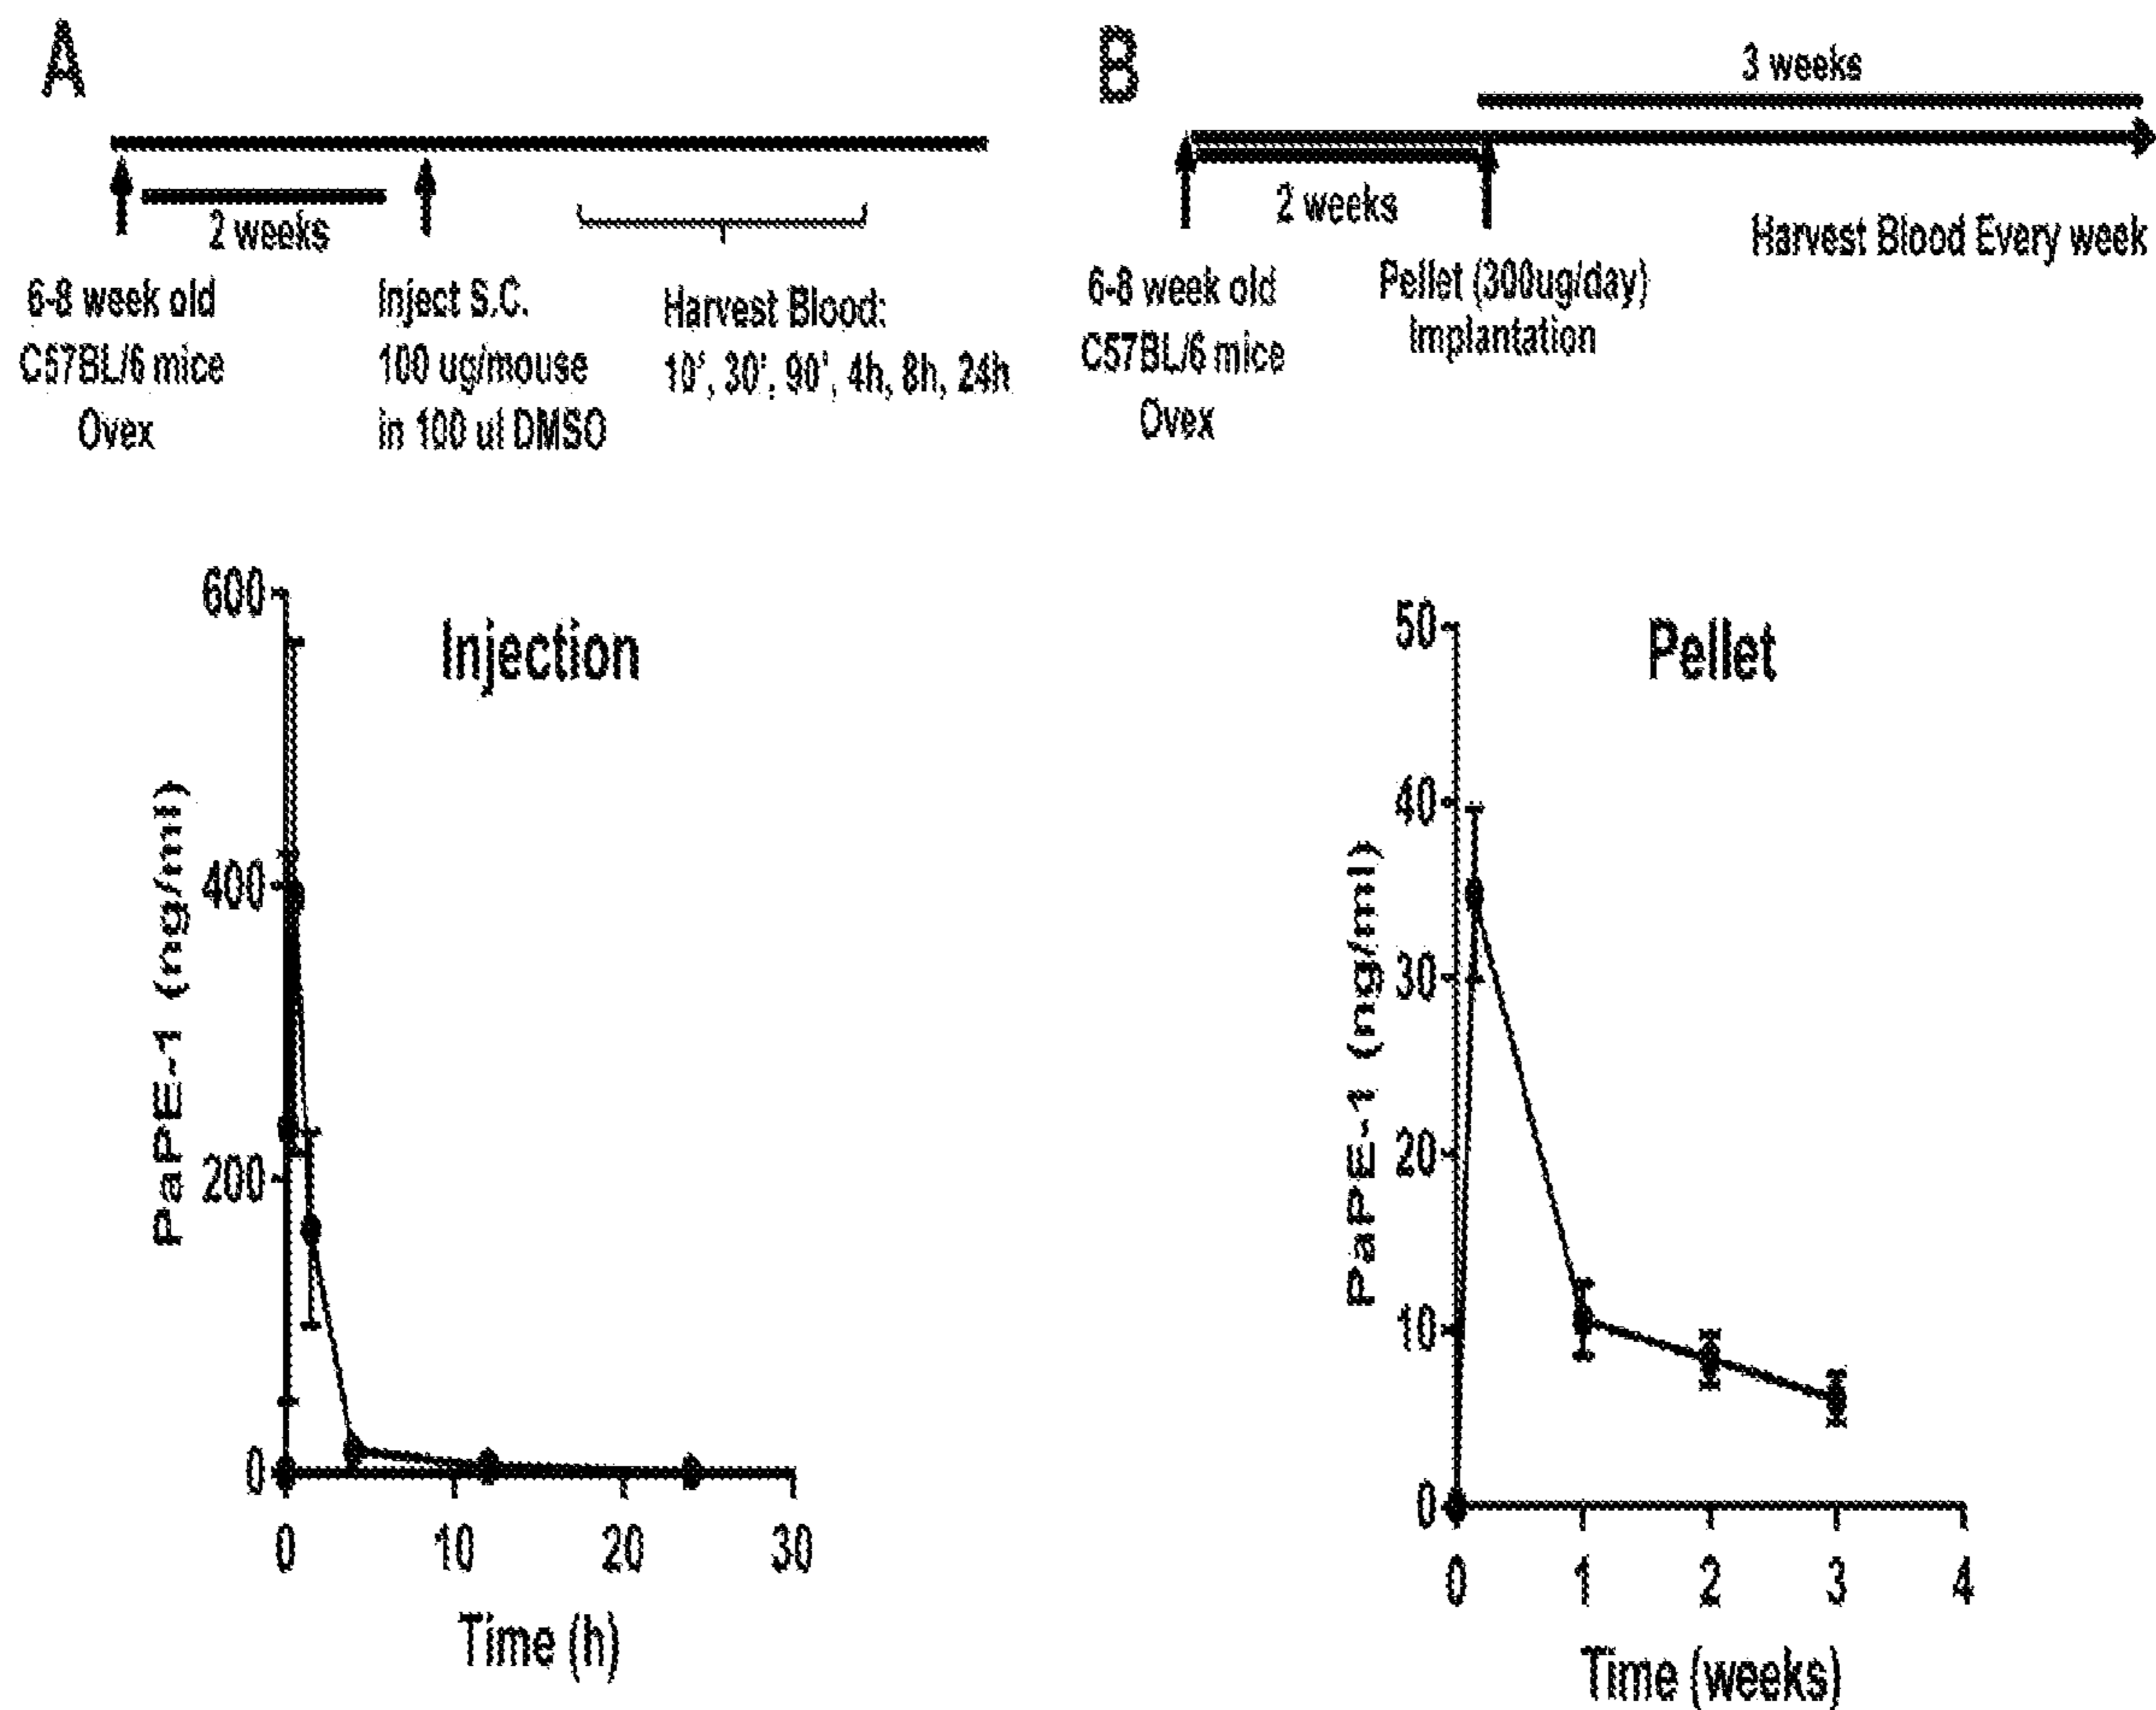 A
2 weeks
6-8 week old
C57BL/6 mice
Ovex
Inject S.C.
100 ug/mouse
in 100 ul DMSO
Harvest Blood:
10', 30', 90', 4h, 8h, 24h
B
3 weeks
2 weeks
6-8 week old
C57BL/6 mice
Ovex
Pellet (300ug/day)
Implantation
Harvest Blood Every week
Injection
PaPE-1 (ng/ml)
600
400
200
0
0 10 20 30
Time (h)
Pellet
PaPE-1 (ng/ml)
50
40
30
20
10
0
0 1 2 3 4
Time (weeks)